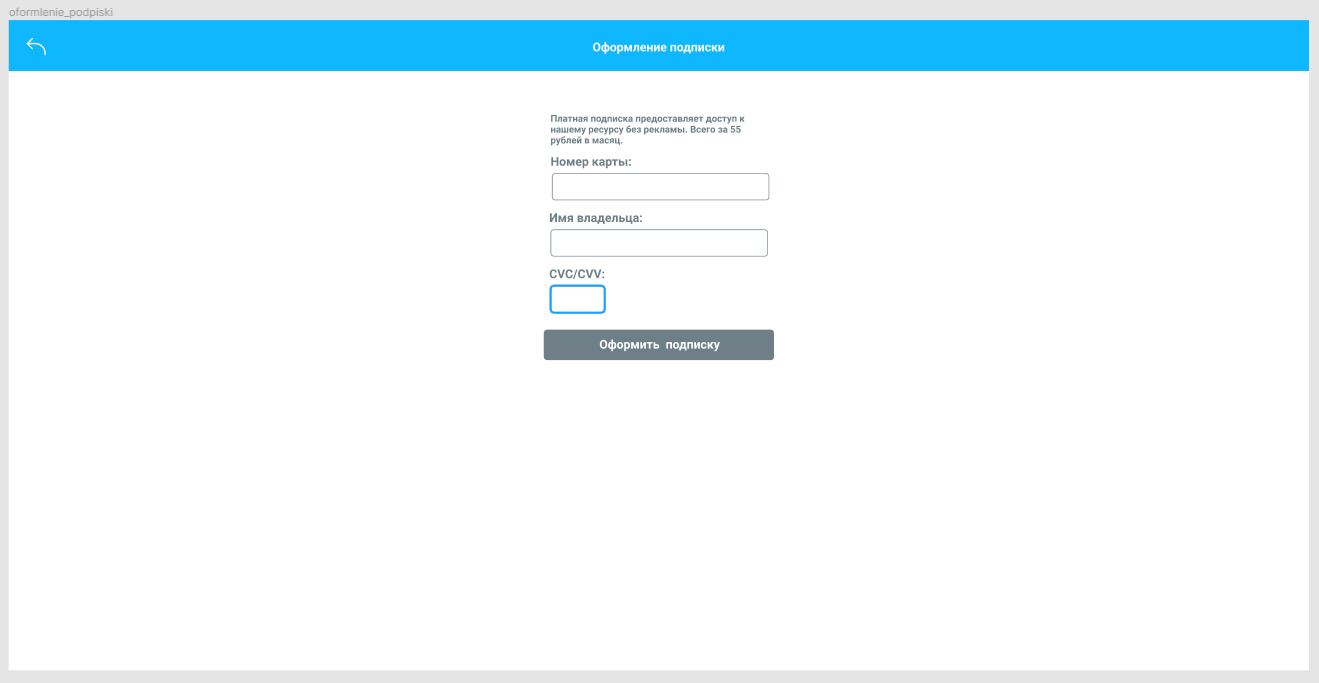 oformlenie_podpiski
Оформление подписки
Платная подписка предоставляет доступ к
нашему ресурсу без рекламы. Всего за 55
рублей в масяц.
Номер карты:
Имя владельца:
CVC/CVV:
Оформить подписку